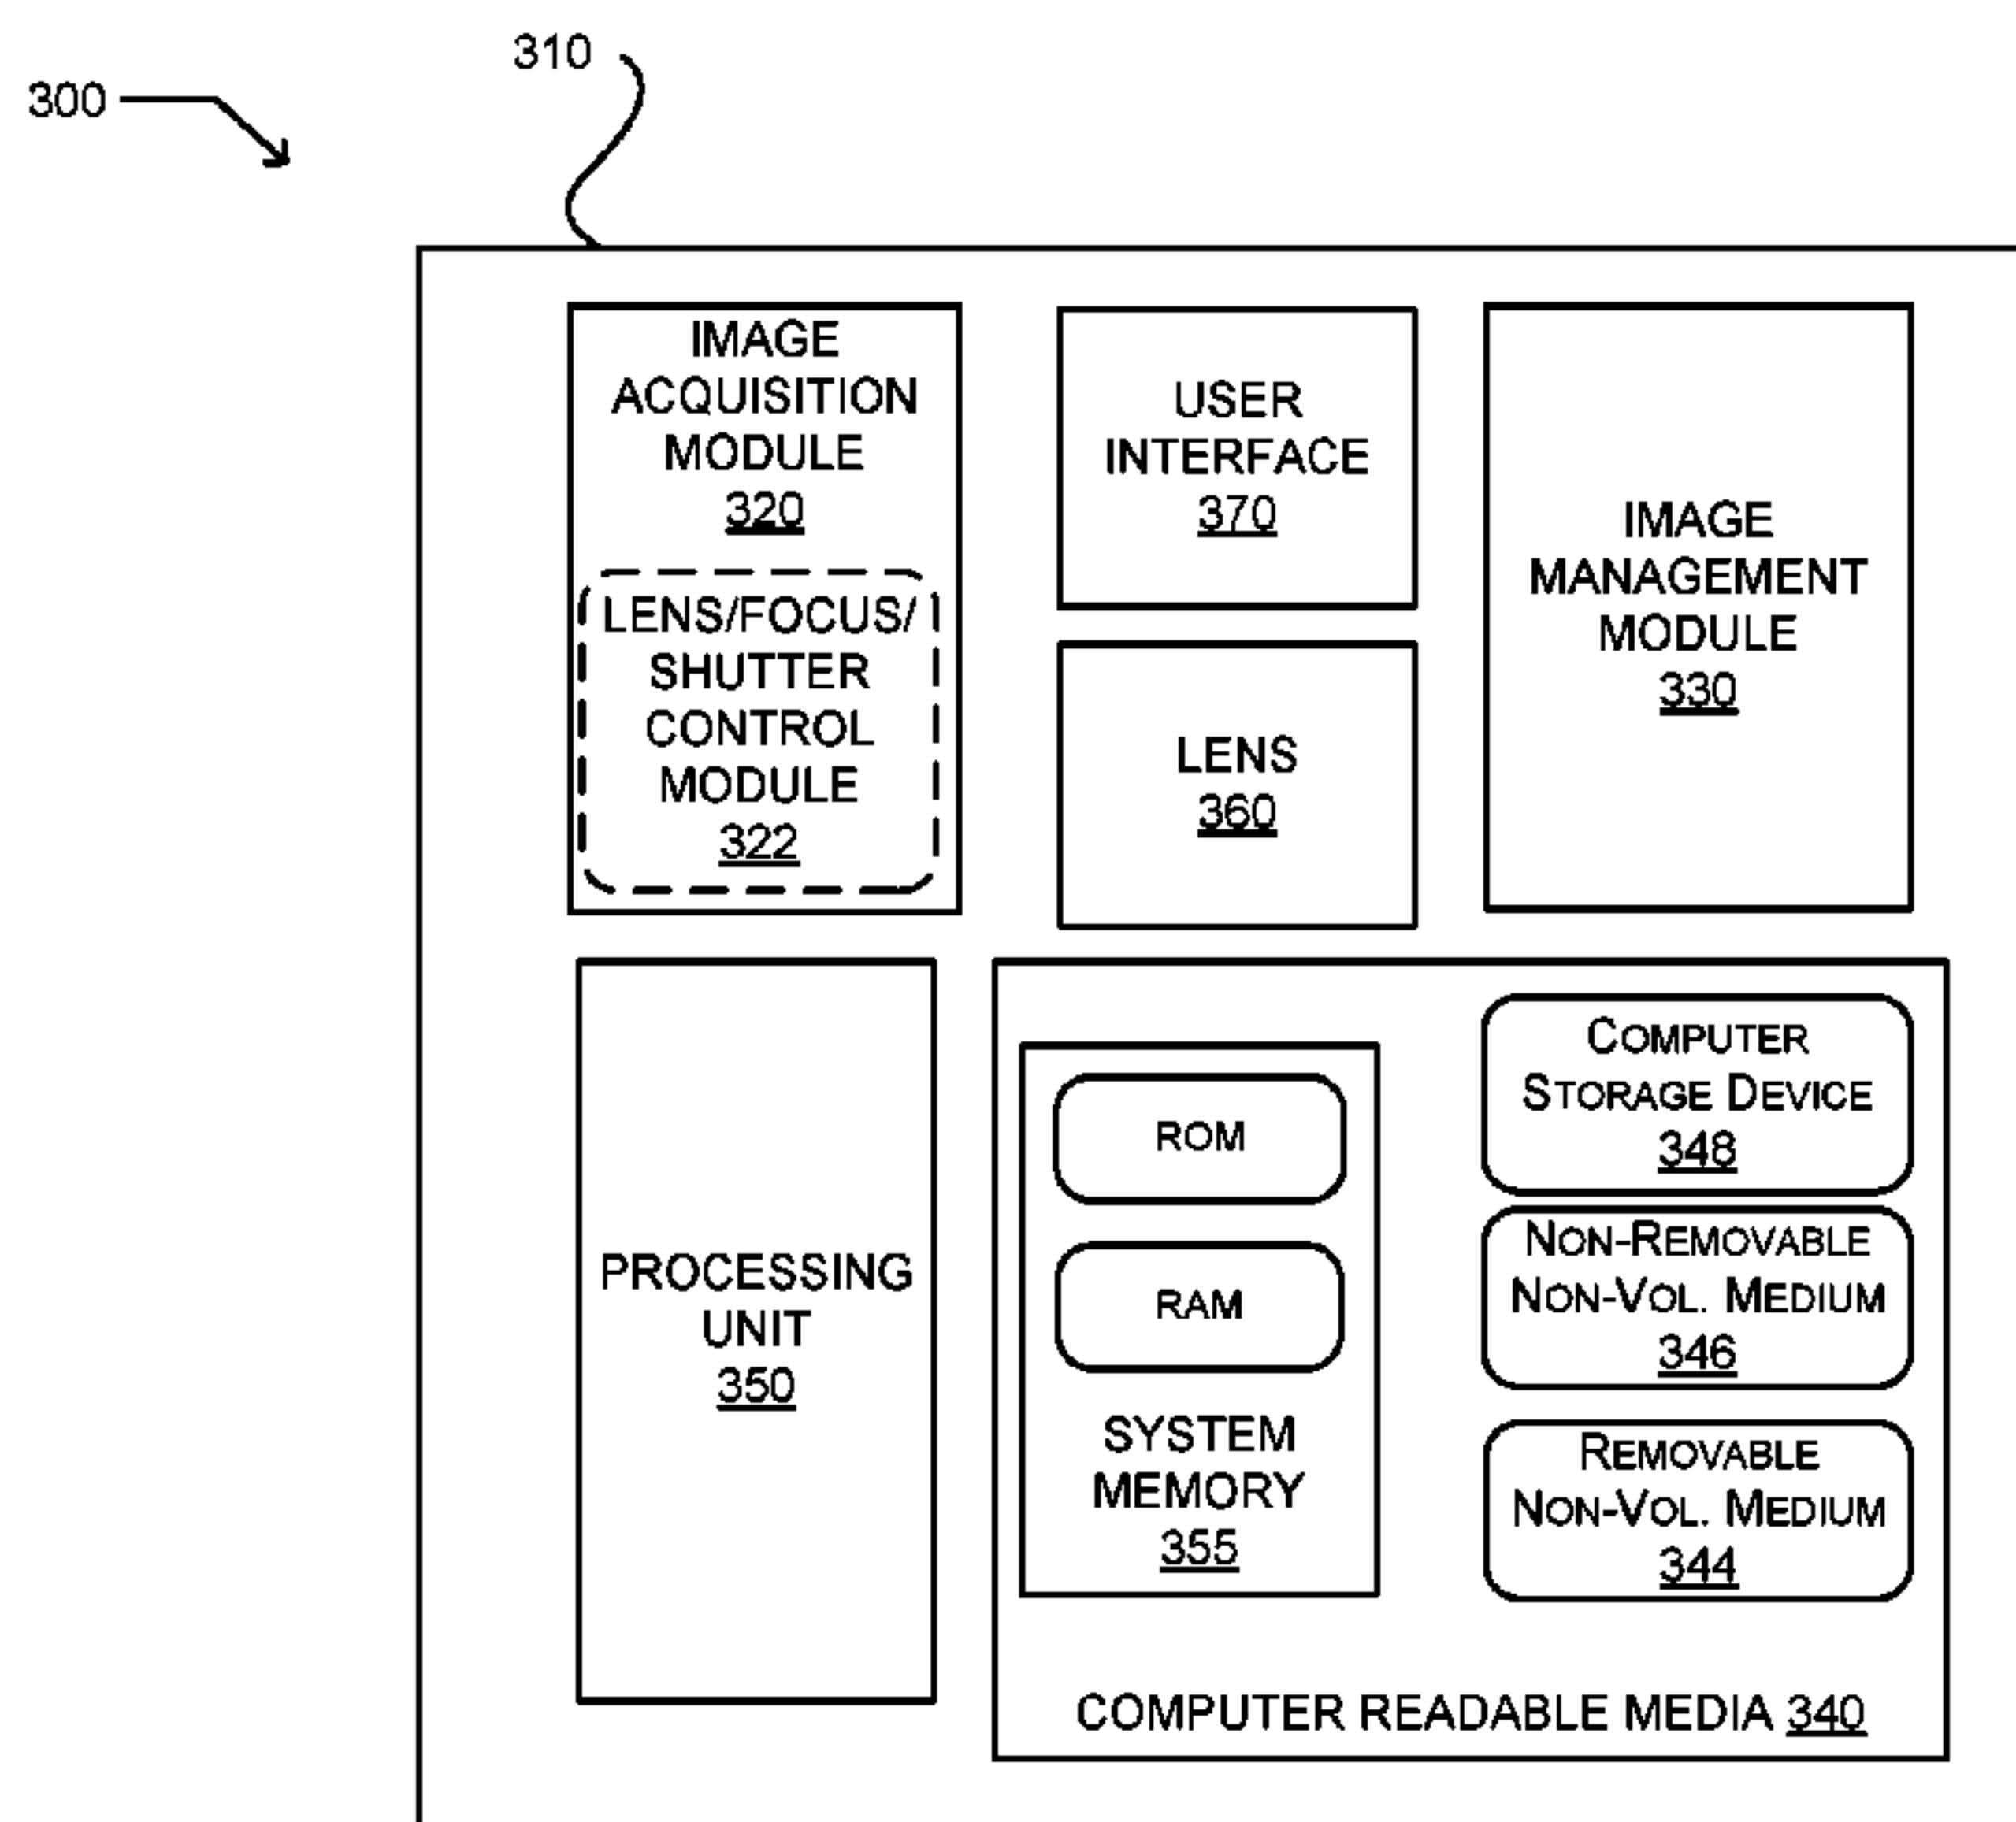 310
300
IMAGE
ACQUISITION
MODULE
320
LENS/FOCUS/
SHUTTER
CONTROL
MODULE
322
USER
INTERFACE
370
LENS
360
IMAGE
MANAGEMENT
MODULE
330
PROCESSING
UNIT
350
ROM
RAM
SYSTEM
MEMORY
355
COMPUTER
STORAGE DEVICE
348
NON-REMOVABLE
NON-VOL. MEDIUM
346
REMOVABLE
NON-VOL. MEDIUM
344
COMPUTER READABLE MEDIA 340